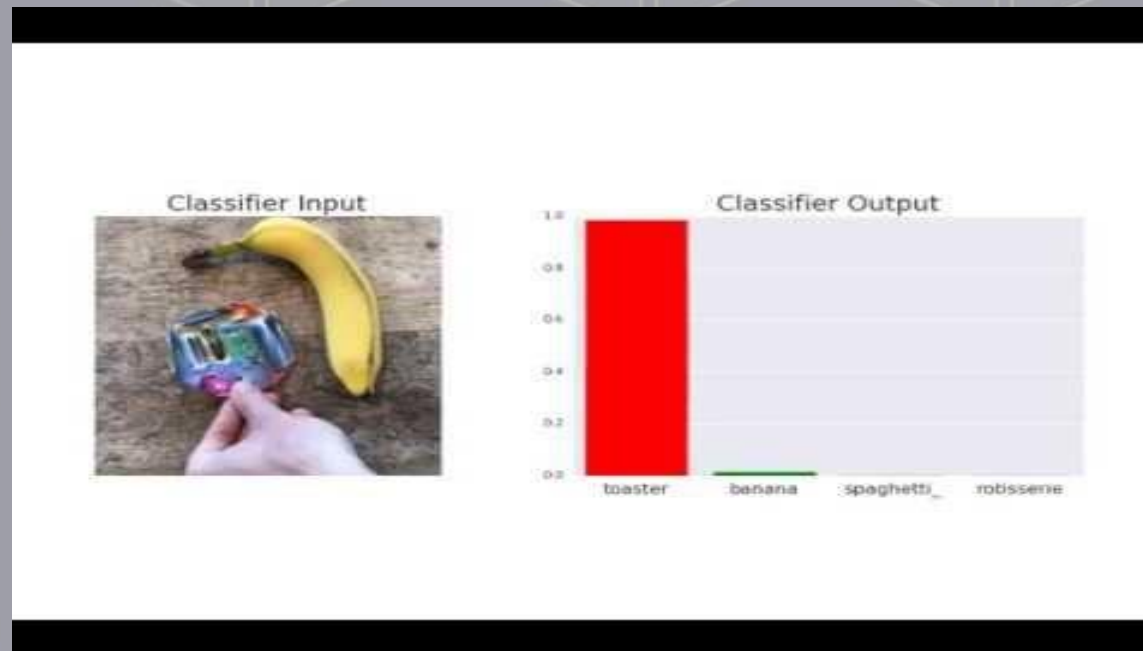 Classifier Input
Classifier Output
1.0
0.8
0.6
0.4
0.2
0.0
toaster banana spaghetti_ rotisserie